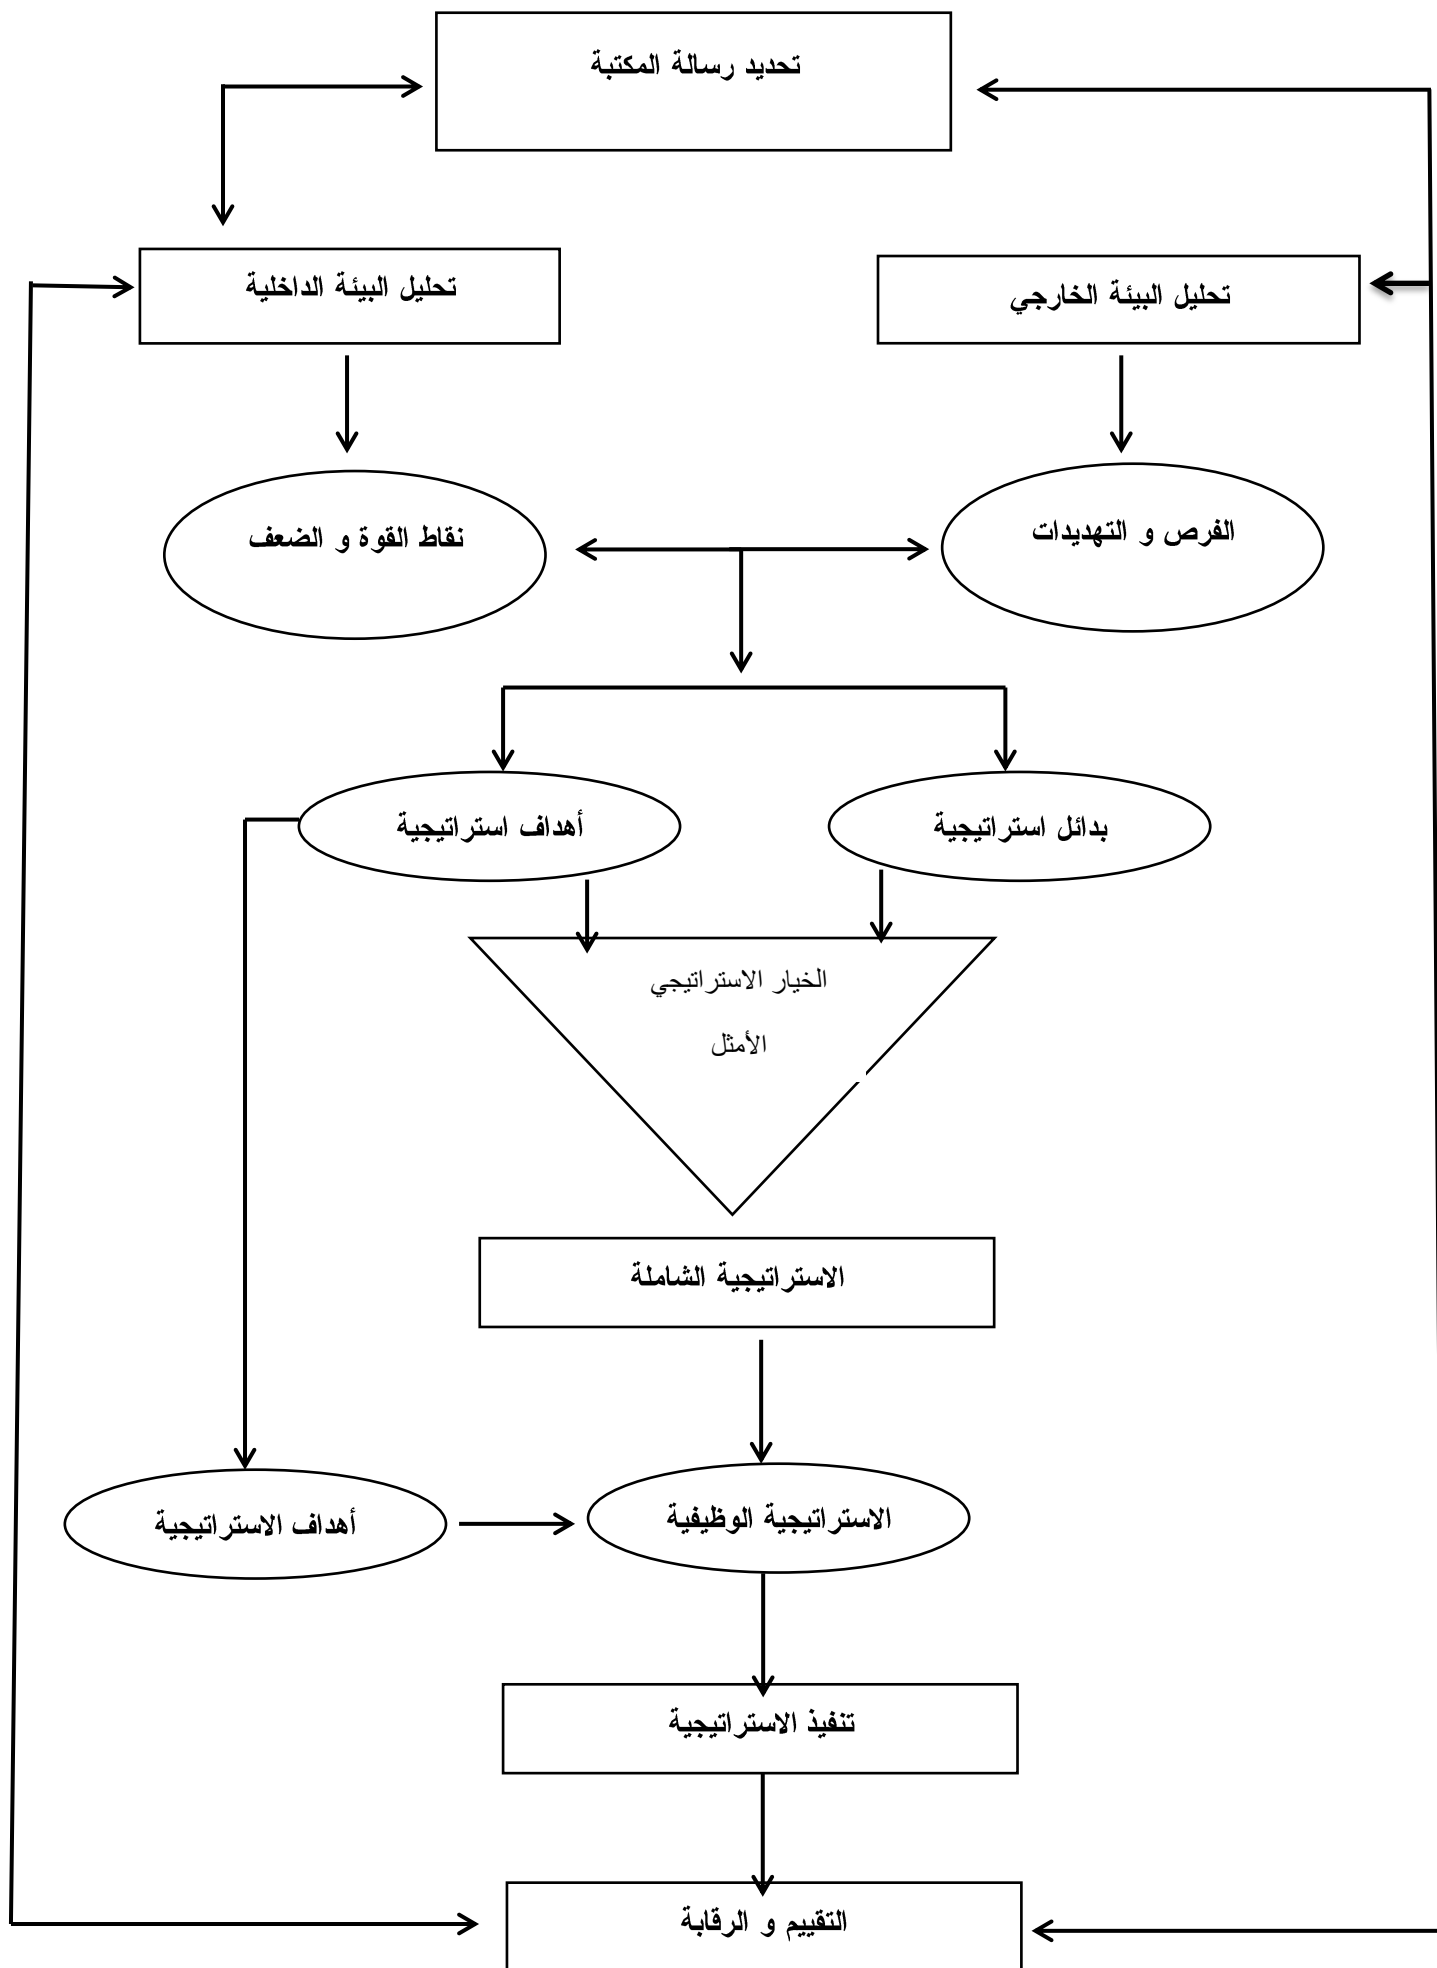 تحديد رسالة المكتبة
تحليل البيئة الخارجي
تحليل البيئة الداخلية
الفرص و التهديدات
نقاط القوة و الضعف
بدائل استراتيجية
أهداف استراتيجية
الخيار الاستراتيجي
الأمثل
الاستراتيجية الشاملة
الاستراتيجية الوظيفية
أهداف الاستراتيجية
تنفيذ الاستراتيجية
التقييم و الرقابة